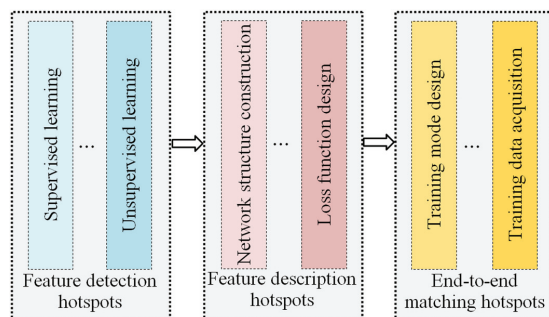 Supervised learning
...
Unsupervised learning
Feature detection
hotspots
Network structure construction
...
Loss function design
Feature description
hotspots
Training mode design
...
Training data acquisition
End-to-end
matching hotspots